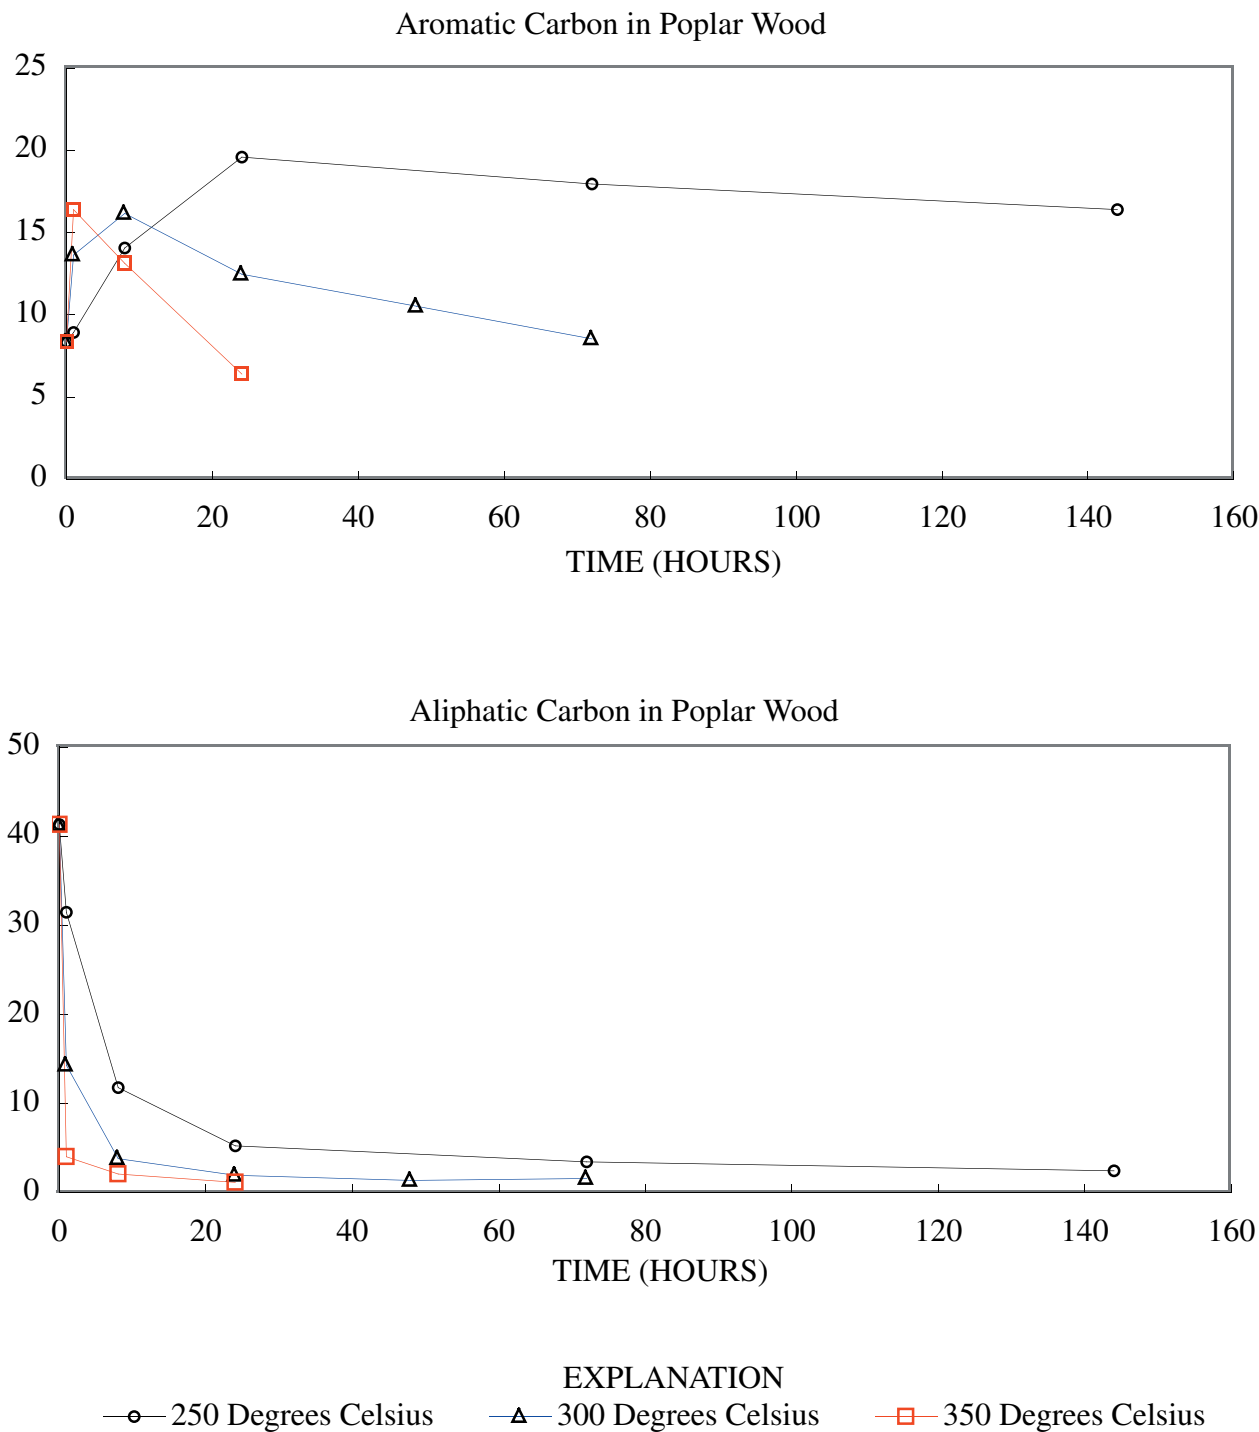 Aromatic Carbon in Poplar Wood
25
20
15
10
5
0
0 20 40 60 80 100 120 140 160
TIME (HOURS)
Aliphatic Carbon in Poplar Wood
50
40
30
20
10
0
0 20 40 60 80 100 120 140 160
TIME (HOURS)
EXPLANATION
250 Degrees Celsius 300 Degrees Celsius 350 Degrees Celsius